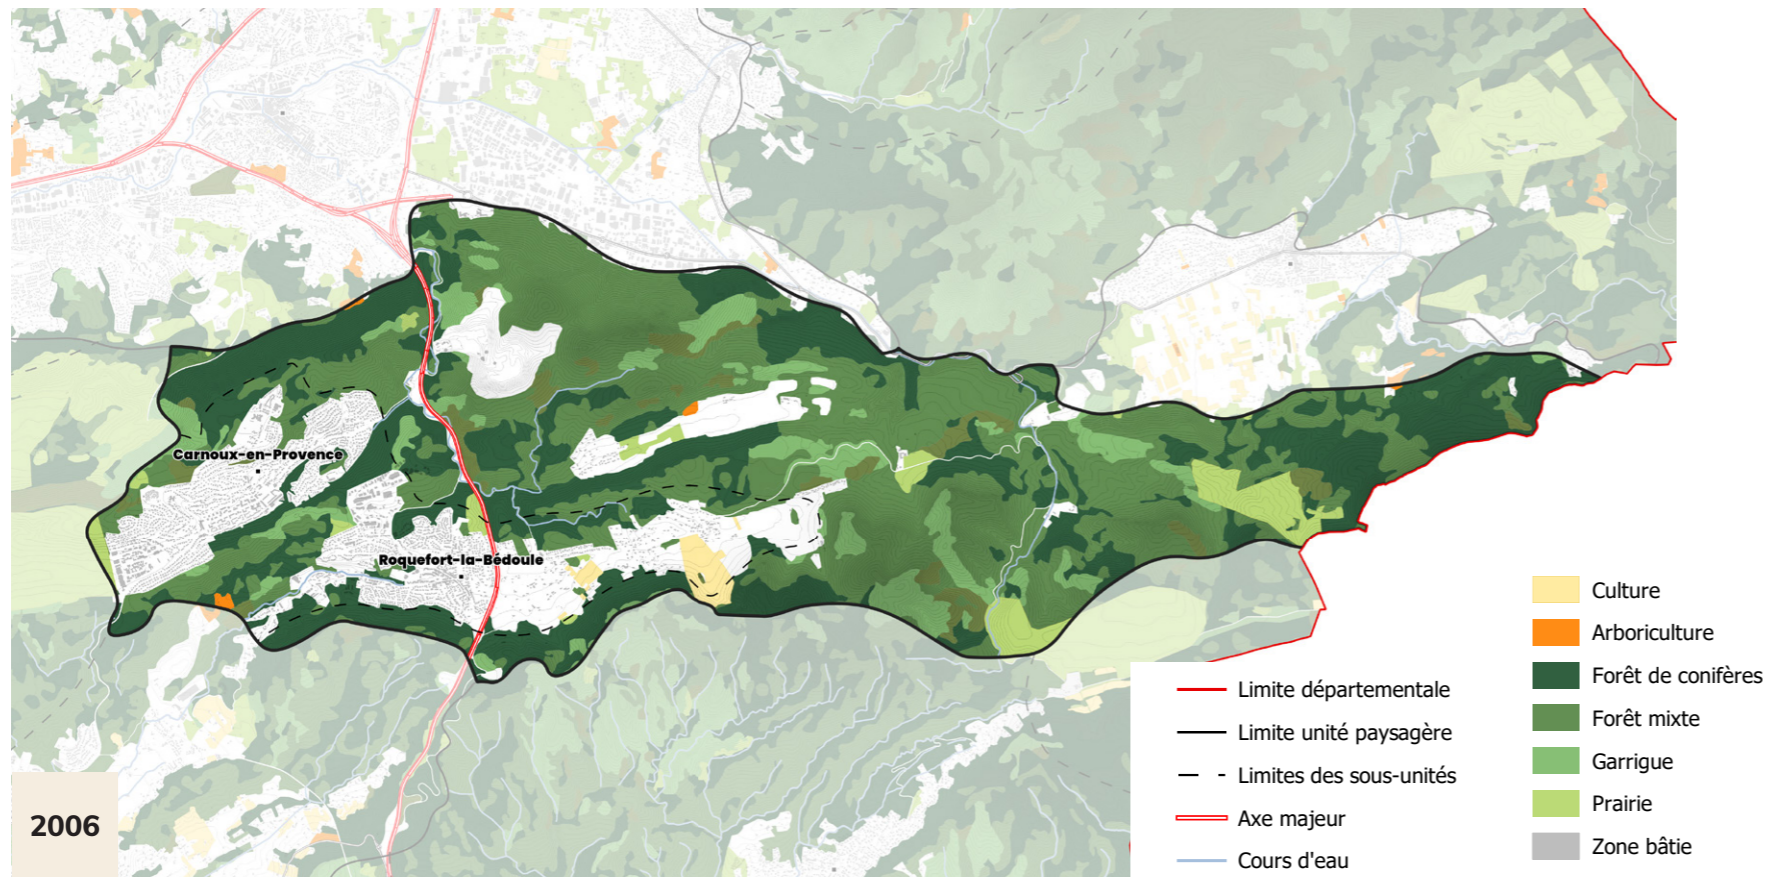 Carnoux-en-Provence
Roquefort-la-Bédoule
2006
Limite départementale
Limite unité paysagère
Limites des sous-unités
Axe majeur
Cours d'eau
Culture
Arboriculture
Forêt de conifères
Forêt mixte
Garrigue
Prairie
Zone bâtie